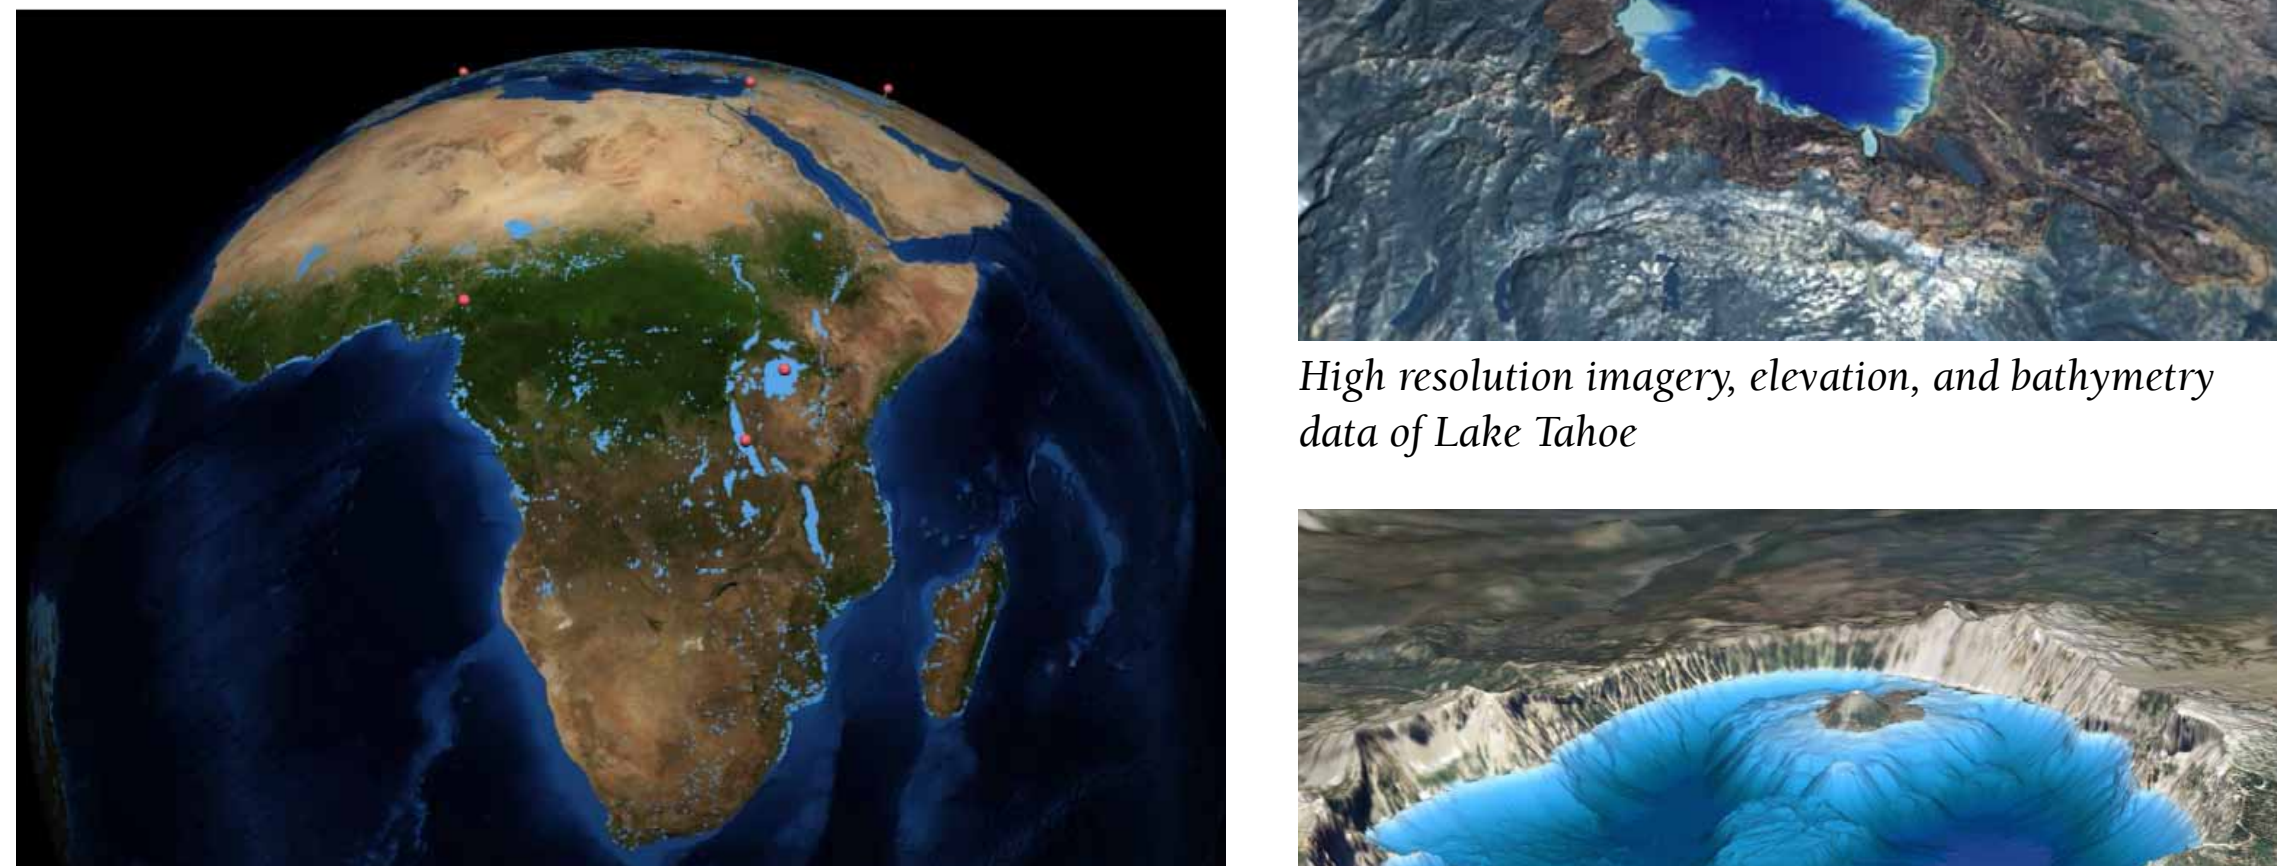 High resolution imagery, elevation, and bathymetry
data of Lake Tahoe